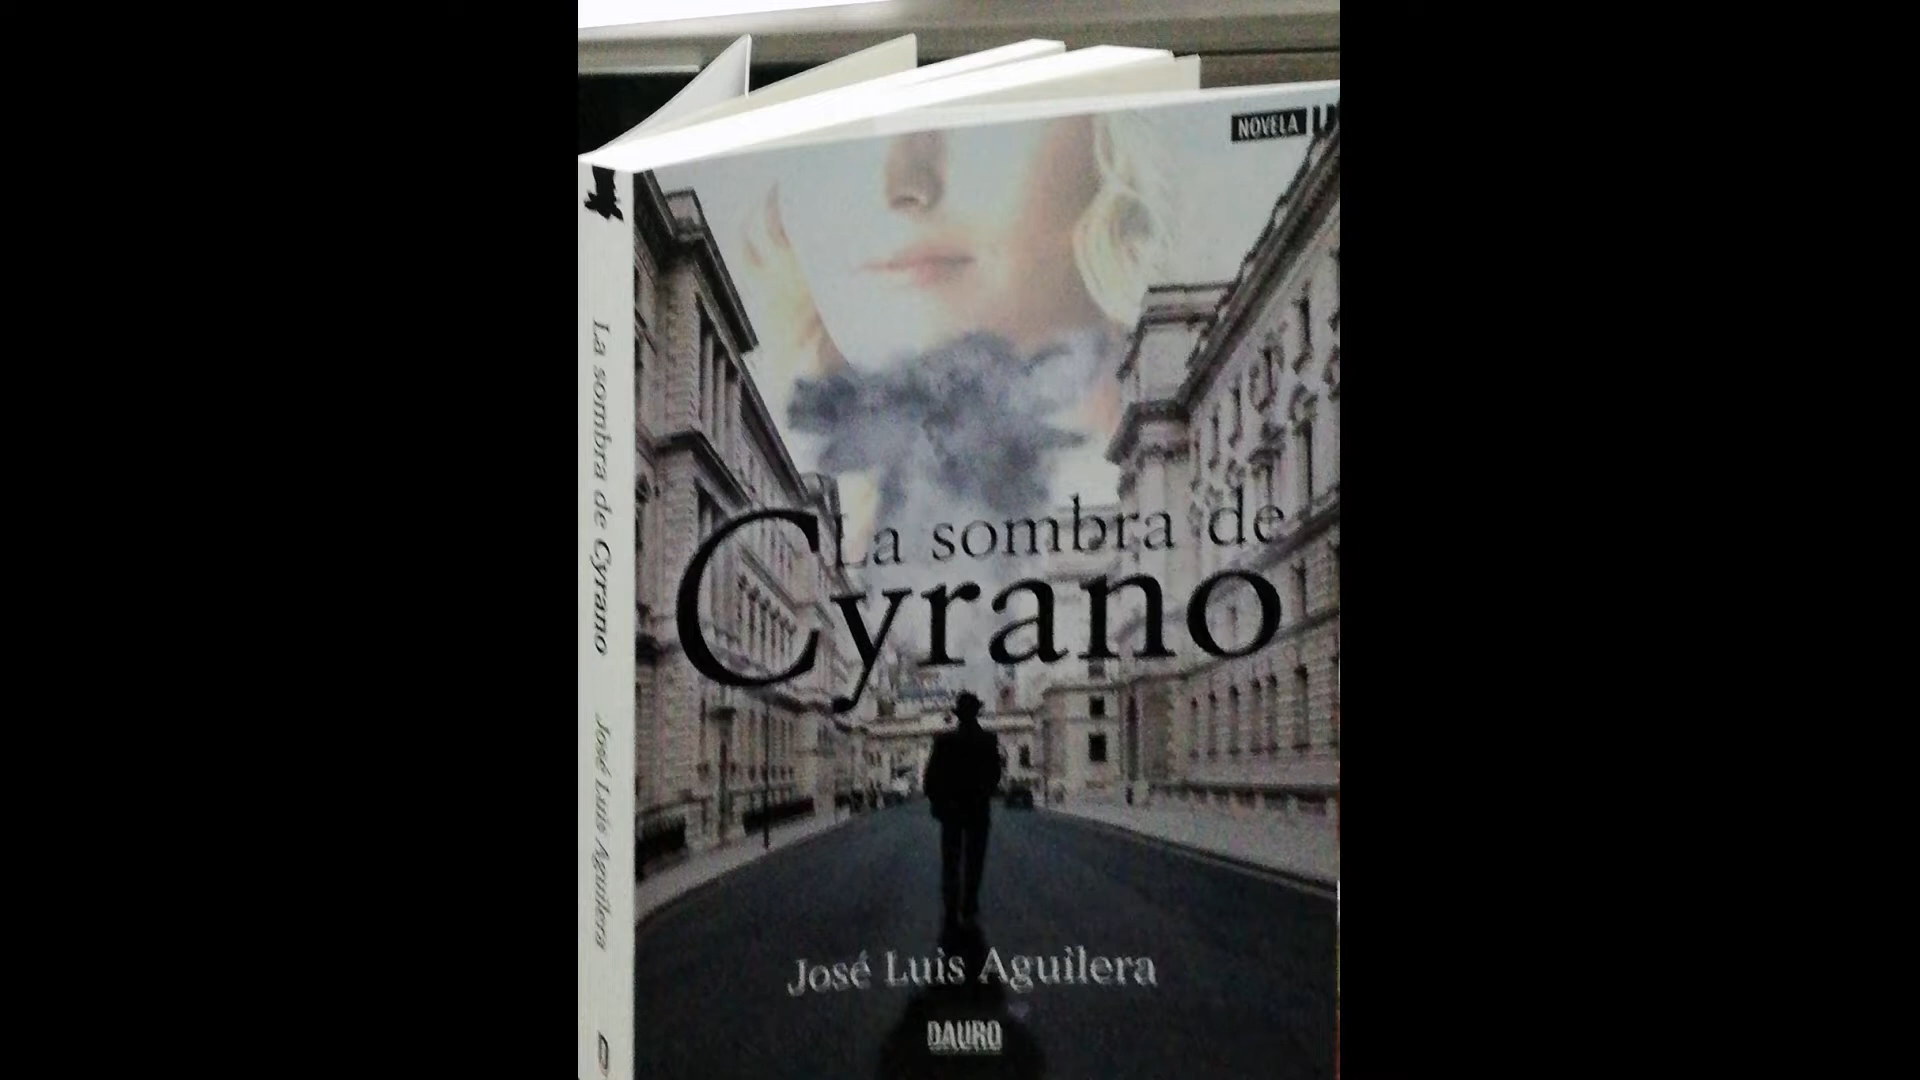 NOVELA
La sombra de
Cyrano
José Luis Aguilera
DAURO
La sombra de Cyrano José Luis Aguilera D